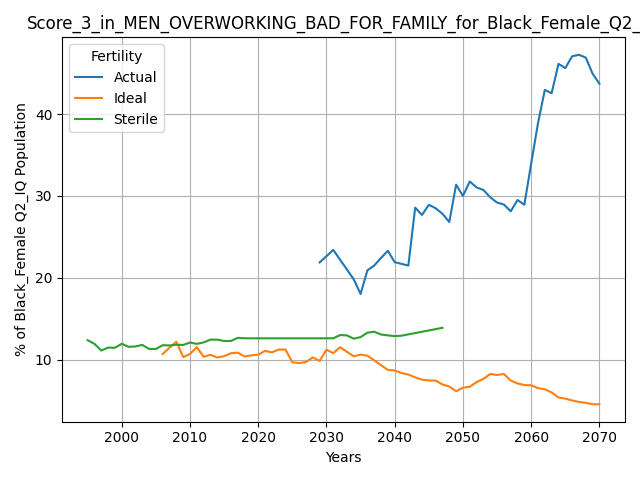 Score_3_in_MEN_OVERWORKING_BAD_FOR_FAMILY_for_Black_Female_Q2_
Fertility
Actual
Ideal
Sterile
% of Black_Female Q2_IQ Population
40
30
20
10
2000 2010 2020 2030 2040 2050 2060 2070
Years